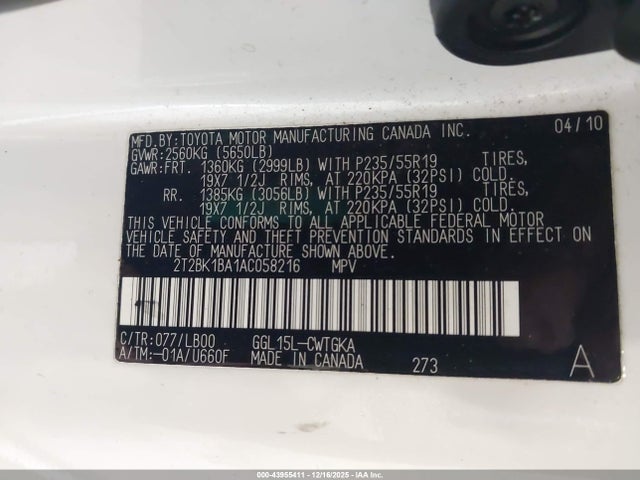 MFD.BY:TOYOTA MOTOR MANUFACTURING CANADA INC. 04/10
GVWR:2560KG (5650LB)
GAWR:FRT. 1360KG (2999LB) WITH P235/55R19 TIRES,
19X7 1/2J RIMS, AT 220KPA (32PSI) COLD.
RR. 1385KG (3056LB) WITH P235/55R19 TIRES,
19X7 1/2J RIMS, AT 220KPA (32PSI) COLD.
THIS VEHICLE CONFORMS TO ALL APPLICABLE FEDERAL MOTOR
VEHICLE SAFETY AND THEFT PREVENTION STANDARDS IN EFFECT ON
THE DATE OF MANUFACTURE SHOWN ABOVE.
2T2BK1BA1AC058216 MPV
C/TR:077/LB00 GGL15L-CWTGKA
A/TM:-01A/U660F MADE IN CANADA 273 A
000-43955411 - 12/16/2025 - IAA Inc.